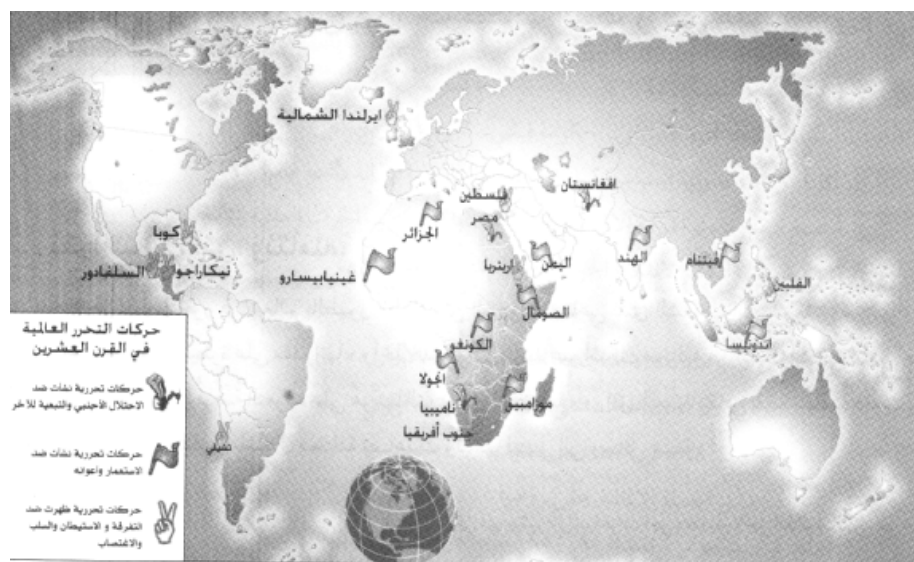 ايرلندا الشمالية
افغانستان
فلسطين
مصر
الجزائر
كوبا
الهند
فيتنام
اليمن
اريتريا
الفلبين
السلفادور
نيكاراجوا
غينيابيساو
الصومال
الكونغو
اندونيسيا
انجولا
موزامبيق
ناميبيا
جنوب أفريقيا
تشيلي
حركات التحرر العالمية
في القرن العشرين
حركات تحررية نشأت ضد
الاحتلال الأجنبي والتبعية للآخر
حركات تحررية نشأت ضد
الاستعمار وأعوانه
حركات تحررية ظهرت ضد
التفرقة و الاستيطان والسلب
والاغتصاب